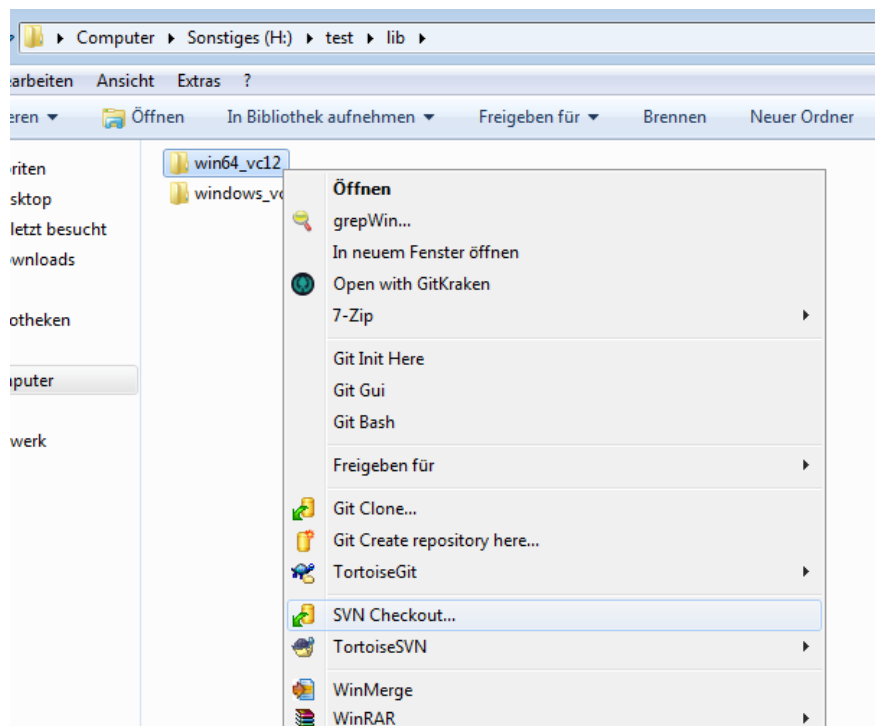 Computer Sonstiges (H:) test lib
earbeiten Ansicht Extras ?
eren Öffnen In Bibliothek aufnehmen Freigeben für Brennen Neuer Ordner
riten
sktop
letzt besucht
wnloads
otheken
nputer
werk
win64_vc12
windows_vc
Öffnen
grepWin...
In neuem Fenster öffnen
Open with GitKraken
7-Zip
Git Init Here
Git Gui
Git Bash
Freigeben für
Git Clone...
Git Create repository here...
TortoiseGit
SVN Checkout...
TortoiseSVN
WinMerge
WinRAR